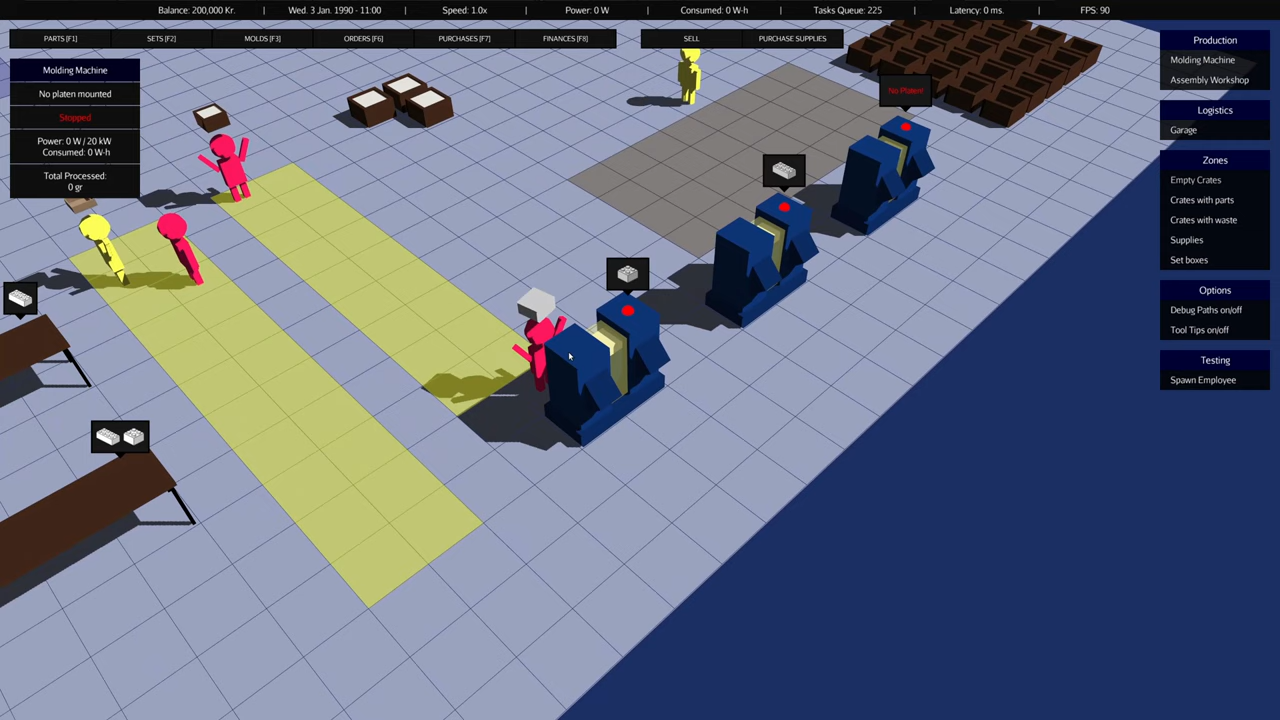 Balance: 200,000 Kr. | Wed. 3 Jan. 1990 - 11:00 | Speed: 1.0x | Power: 0 W | Consumed: 0 W-h | Tasks Queue: 225 | Latency: 0 ms. | FPS: 90
PARTS [F1] SETS [F2] MOLDS [F3] ORDERS [F6] PURCHASES [F7] FINANCES [F8] SELL PURCHASE SUPPLIES
Molding Machine
No platen mounted
Stopped
Power: 0 W / 20 kW
Consumed: 0 W-h
Total Processed:
0 gr
No Platen!
Production
Molding Machine
Assembly Workshop
Logistics
Garage
Zones
Empty Crates
Crates with parts
Crates with waste
Supplies
Set boxes
Options
Debug Paths on/off
Tool Tips on/off
Testing
Spawn Employee